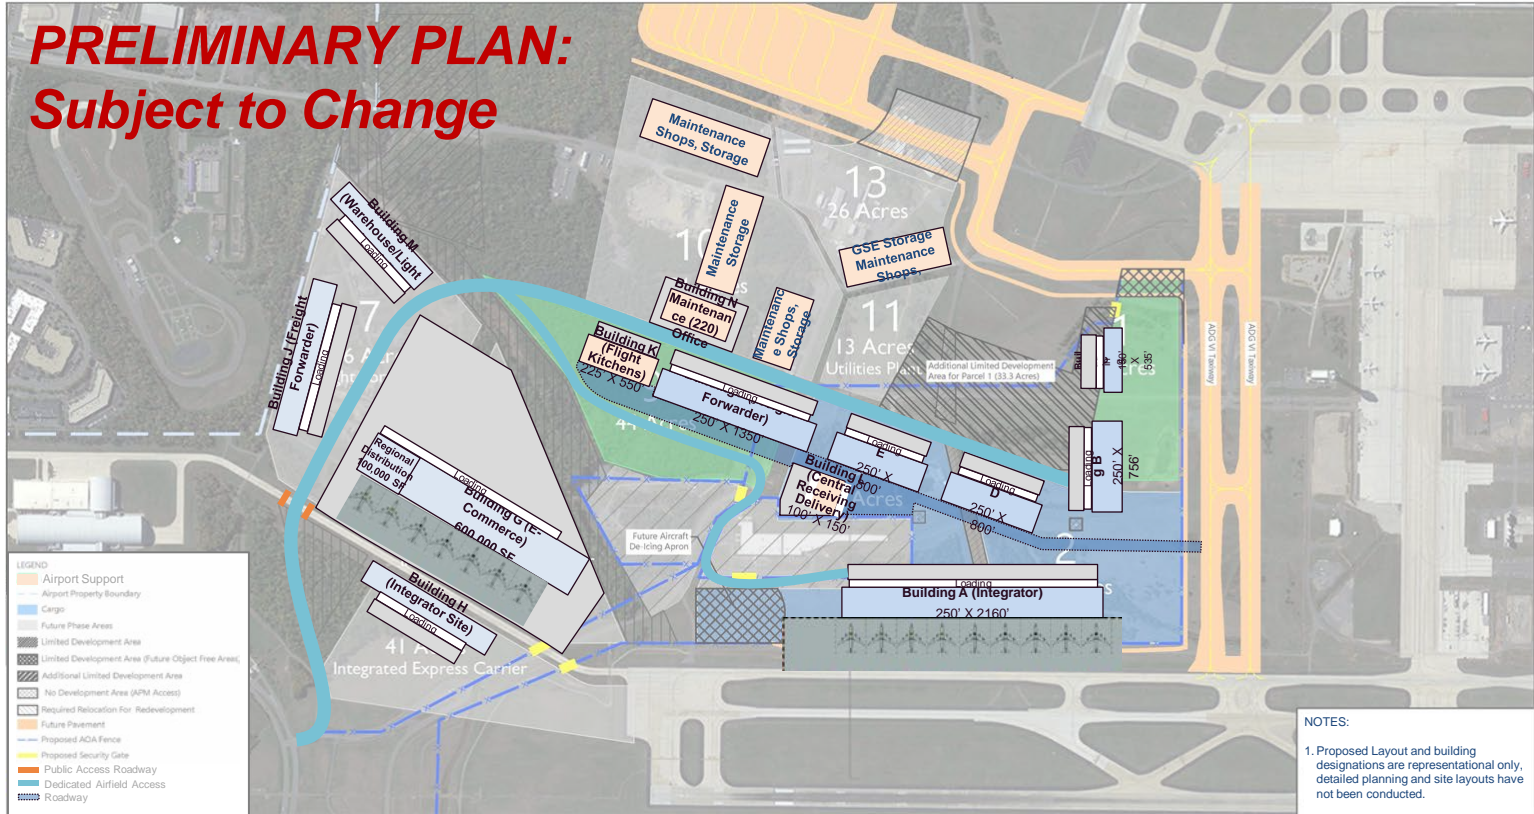 PRELIMINARY PLAN:
Subject to Change
Maintenance
Shops, Storage
13
26 Acres
Maintenance
Storage
GSE Storage
Maintenance
Shops,
Building M
(Warehouse/Light
Loading
Building N
Maintenan
ce (220)
Office
Maintenanc
e Shops,
Storage
11
13 Acres
Utilities Plant
Additional Limited Development
Area for Parcel 1 (33.3 Acres)
ADG VI Taxiway
ADG VI Taxiway
7
Building J (Freight
Forwarder)
Loading
Building K
(Flight
Kitchens)
225' X 550'
Loading
Forwarder)
250' X 1350'
X
535'
Loading
E
250' X
800'
Loading
D
250' X
800'
Loading
g B
250' X
756'
Building L
(Central
Receiving
Delivery)
100' X 150'
Acres
2
Regional
Distribution
100,000 SF
Loading
Building G (E-
Commerce)
600,000 SF
Future Aircraft
De-Icing Apron
Loading
Building A (Integrator)
250' X 2160'
Building H
(Integrator Site)
Loading
41 A
Integrated Express Carrier
LEGEND
Airport Support
Airport Property Boundary
Cargo
Future Phase Areas
Limited Development Area
Limited Development Area (Future Object Free Areas)
Additional Limited Development Area
No Development Area (APM Access)
Required Relocation For Redevelopment
Future Pavement
Proposed AOA Fence
Proposed Security Gate
Public Access Roadway
Dedicated Airfield Access
Roadway
NOTES:
1. Proposed Layout and building
designations are representational only,
detailed planning and site layouts have
not been conducted.